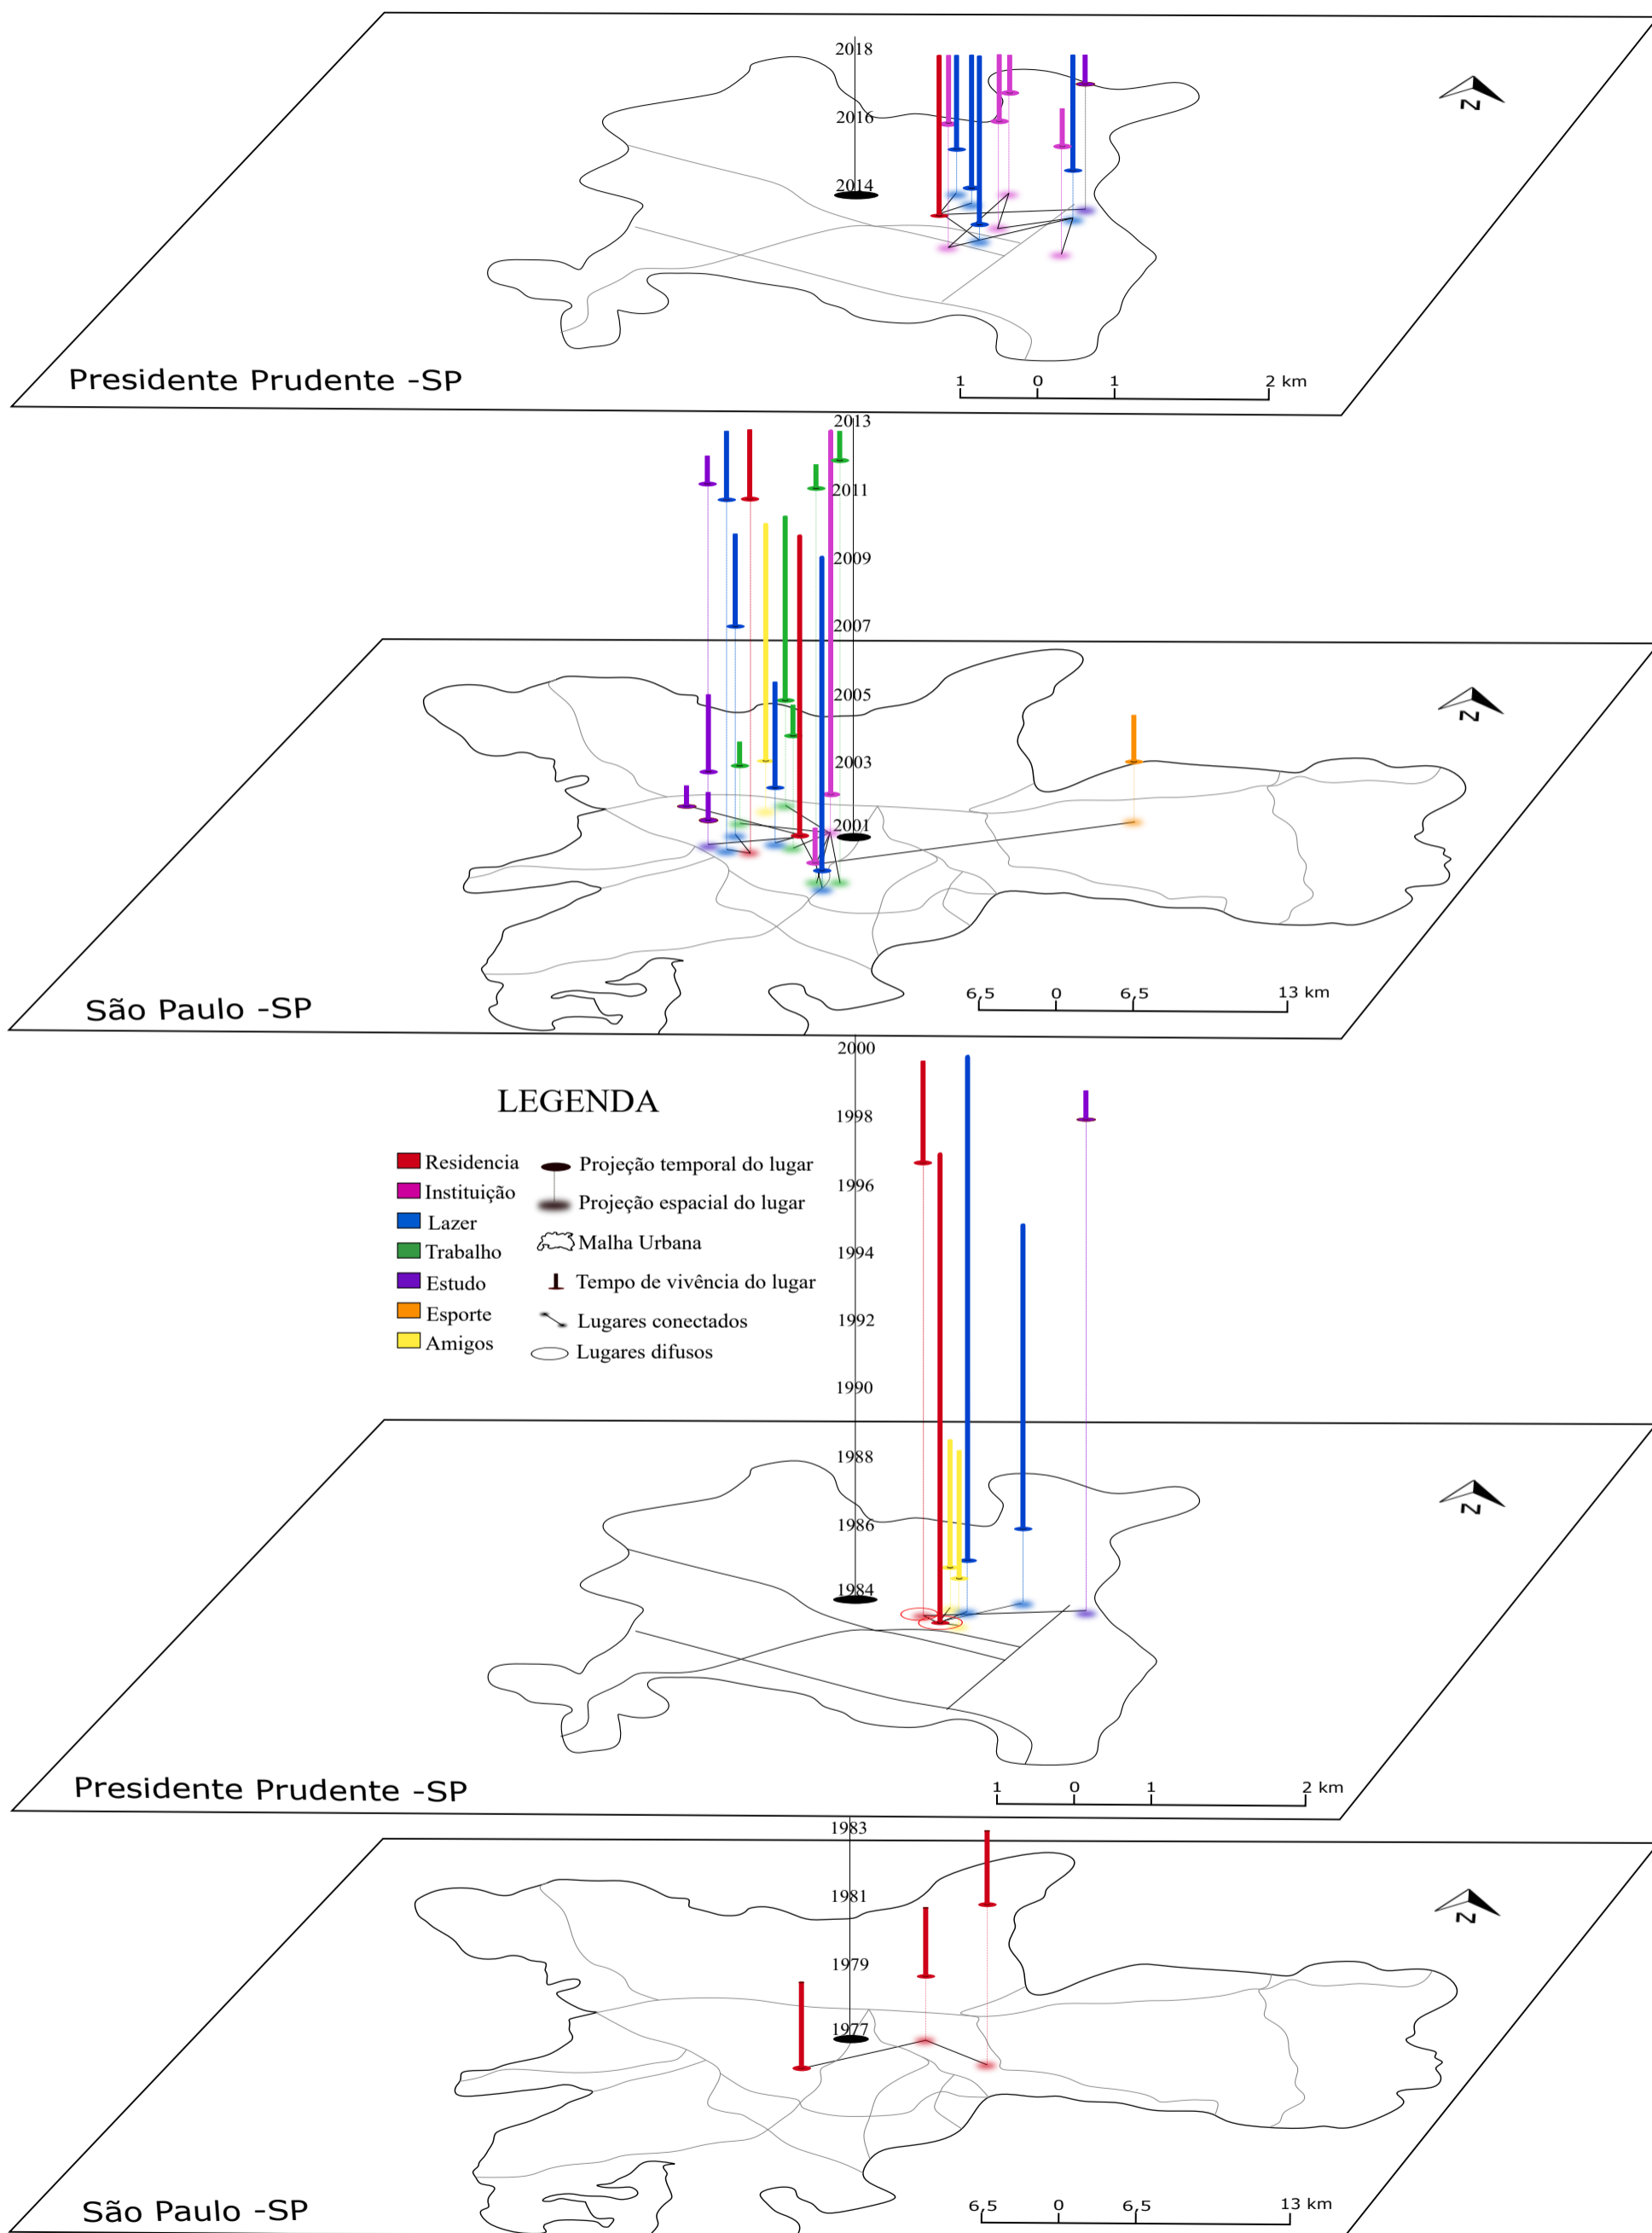 2018
2016
2014
N
Presidente Prudente -SP
1 0 1 2 km
2013
2011
2009
2007
2005
2003
2001
N
São Paulo -SP
6,5 0 6,5 13 km
2000
LEGENDA
1998
Residencia
Projeção temporal do lugar
1996
Instituição
Projeção espacial do lugar
Lazer
Malha Urbana
Trabalho
1994
Estudo
Tempo de vivência do lugar
Esporte
Lugares conectados
1992
Amigos
Lugares difusos
1990
1988
1986
1984
N
Presidente Prudente -SP
1 0 1 2 km
1983
1981
1979
1977
N
São Paulo -SP
6,5 0 6,5 13 km